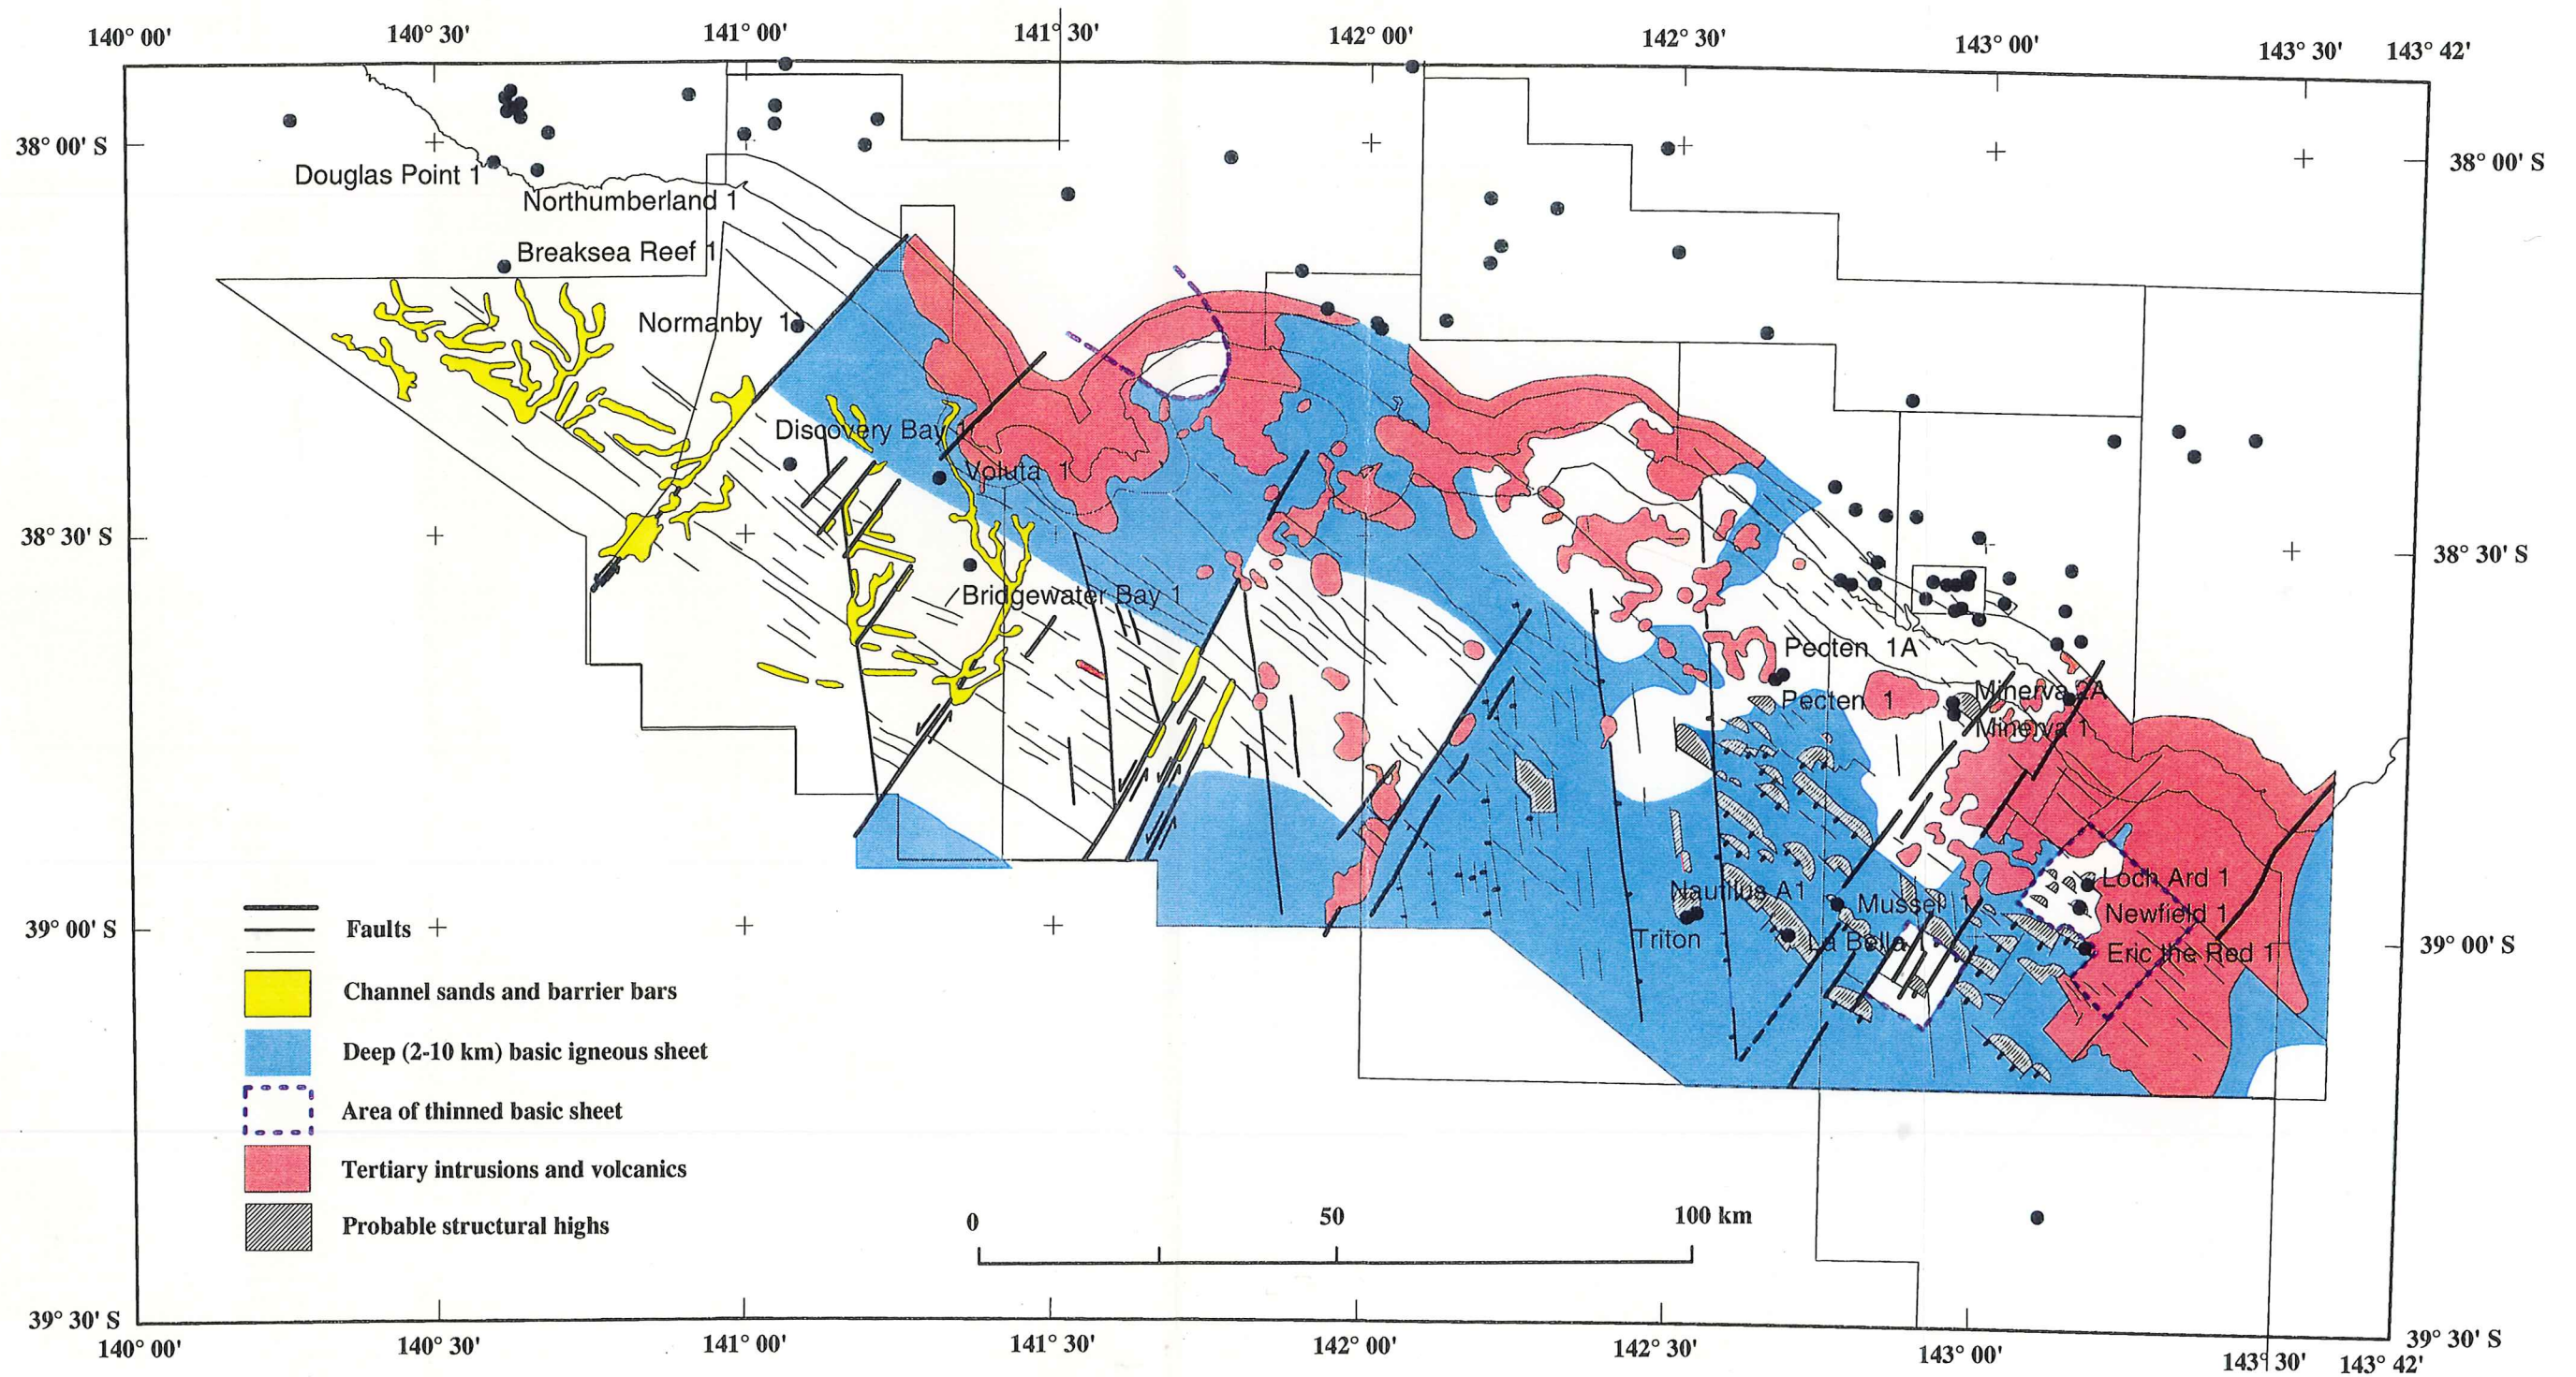 140° 00' 140° 30' 141° 00' 141° 30' 142° 00' 142° 30' 143° 00' 143° 30' 143° 42'
38° 00' S
38° 00' S
Douglas Point 1
Northumberland 1
Breaksea Reef 1
Normanby 1
Discovery Bay 1
Voluta 1
38° 30' S
38° 30' S
Bridgewater Bay 1
Pecten 1A
Minerva 2A
Pecten 1
Minerva 1
Loch Ard 1
Nautilus A1
Mussel 1
Newfield 1
Triton
La Bella 1
Eric the Red 1
39° 00' S
39° 00' S
Faults
Channel sands and barrier bars
Deep (2-10 km) basic igneous sheet
Area of thinned basic sheet
Tertiary intrusions and volcanics
Probable structural highs
0 50 100 km
39° 30' S
39° 30' S
140° 00' 140° 30' 141° 00' 141° 30' 142° 00' 142° 30' 143° 00' 143° 30' 143° 42'